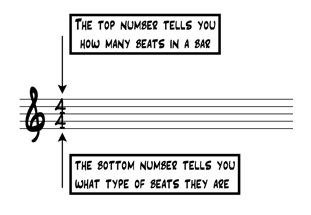 THE TOP NUMBER TELLS YOU
HOW MANY BEATS IN A BAR
4
4
THE BOTTOM NUMBER TELLS YOU
WHAT TYPE OF BEATS THEY ARE